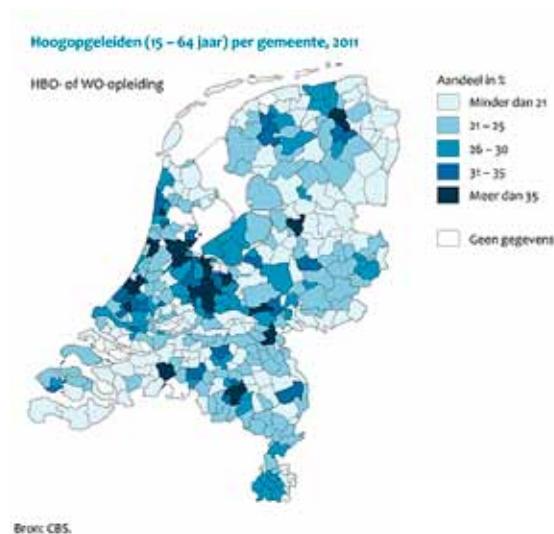 Hoogopgeleiden (15 – 64 jaar) per gemeente, 2011
HBO- of WO-opleiding
Aandeel in %
Minder dan 21
21 – 25
26 – 30
31 – 35
Meer dan 35
Geen gegevens
Bron: CBS.